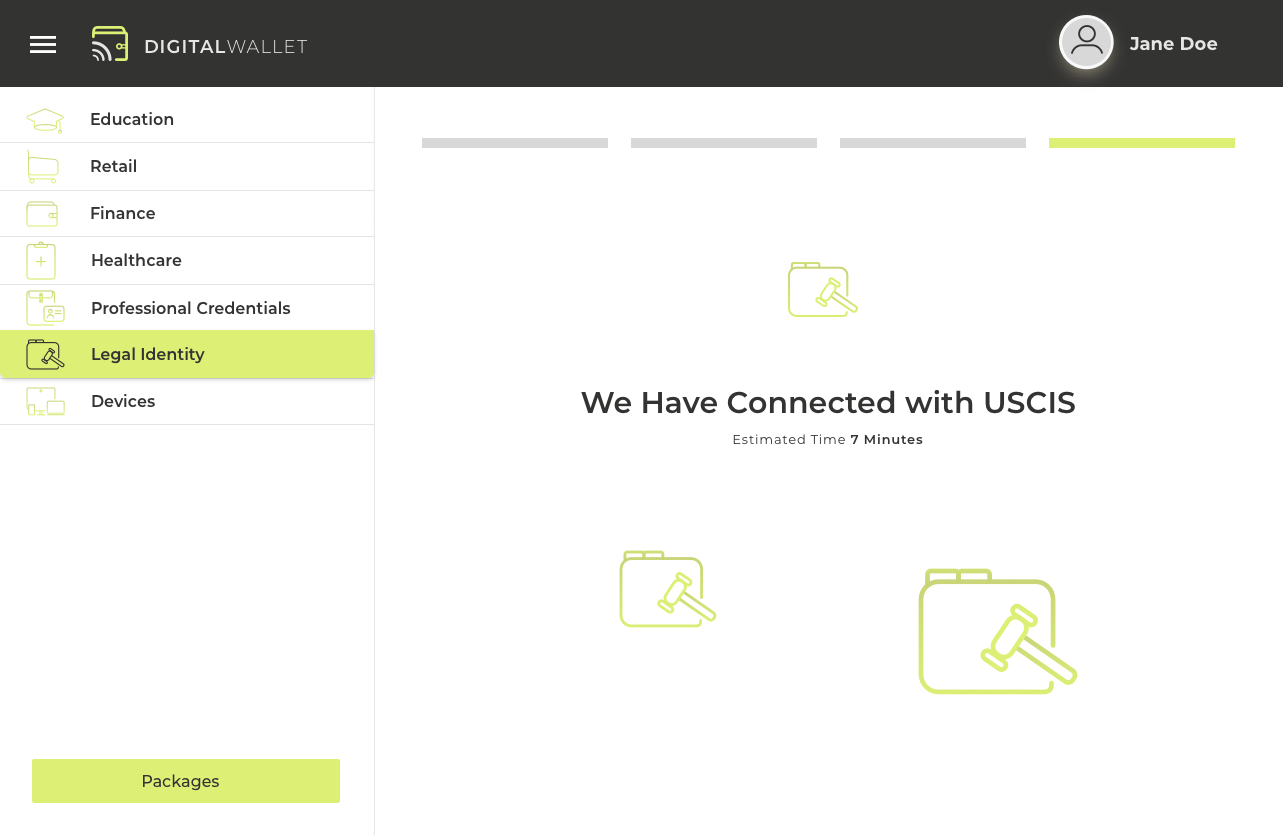 DIGITALWALLET
Jane Doe
Education
Retail
Finance
Healthcare
Professional Credentials
Legal Identity
Devices
We Have Connected with USCIS
Estimated Time 7 Minutes
Packages